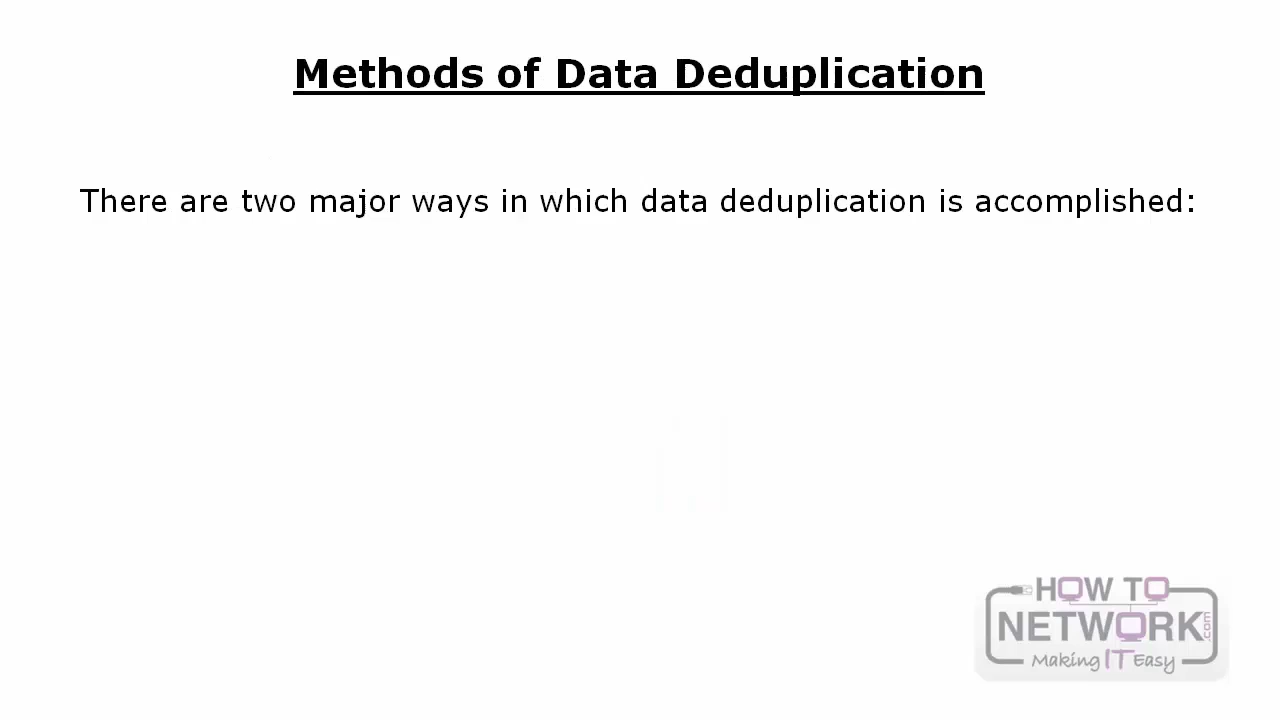 Methods of Data Deduplication
There are two major ways in which data deduplication is accomplished:
HOW TO
NETWORK.com
Making IT Easy